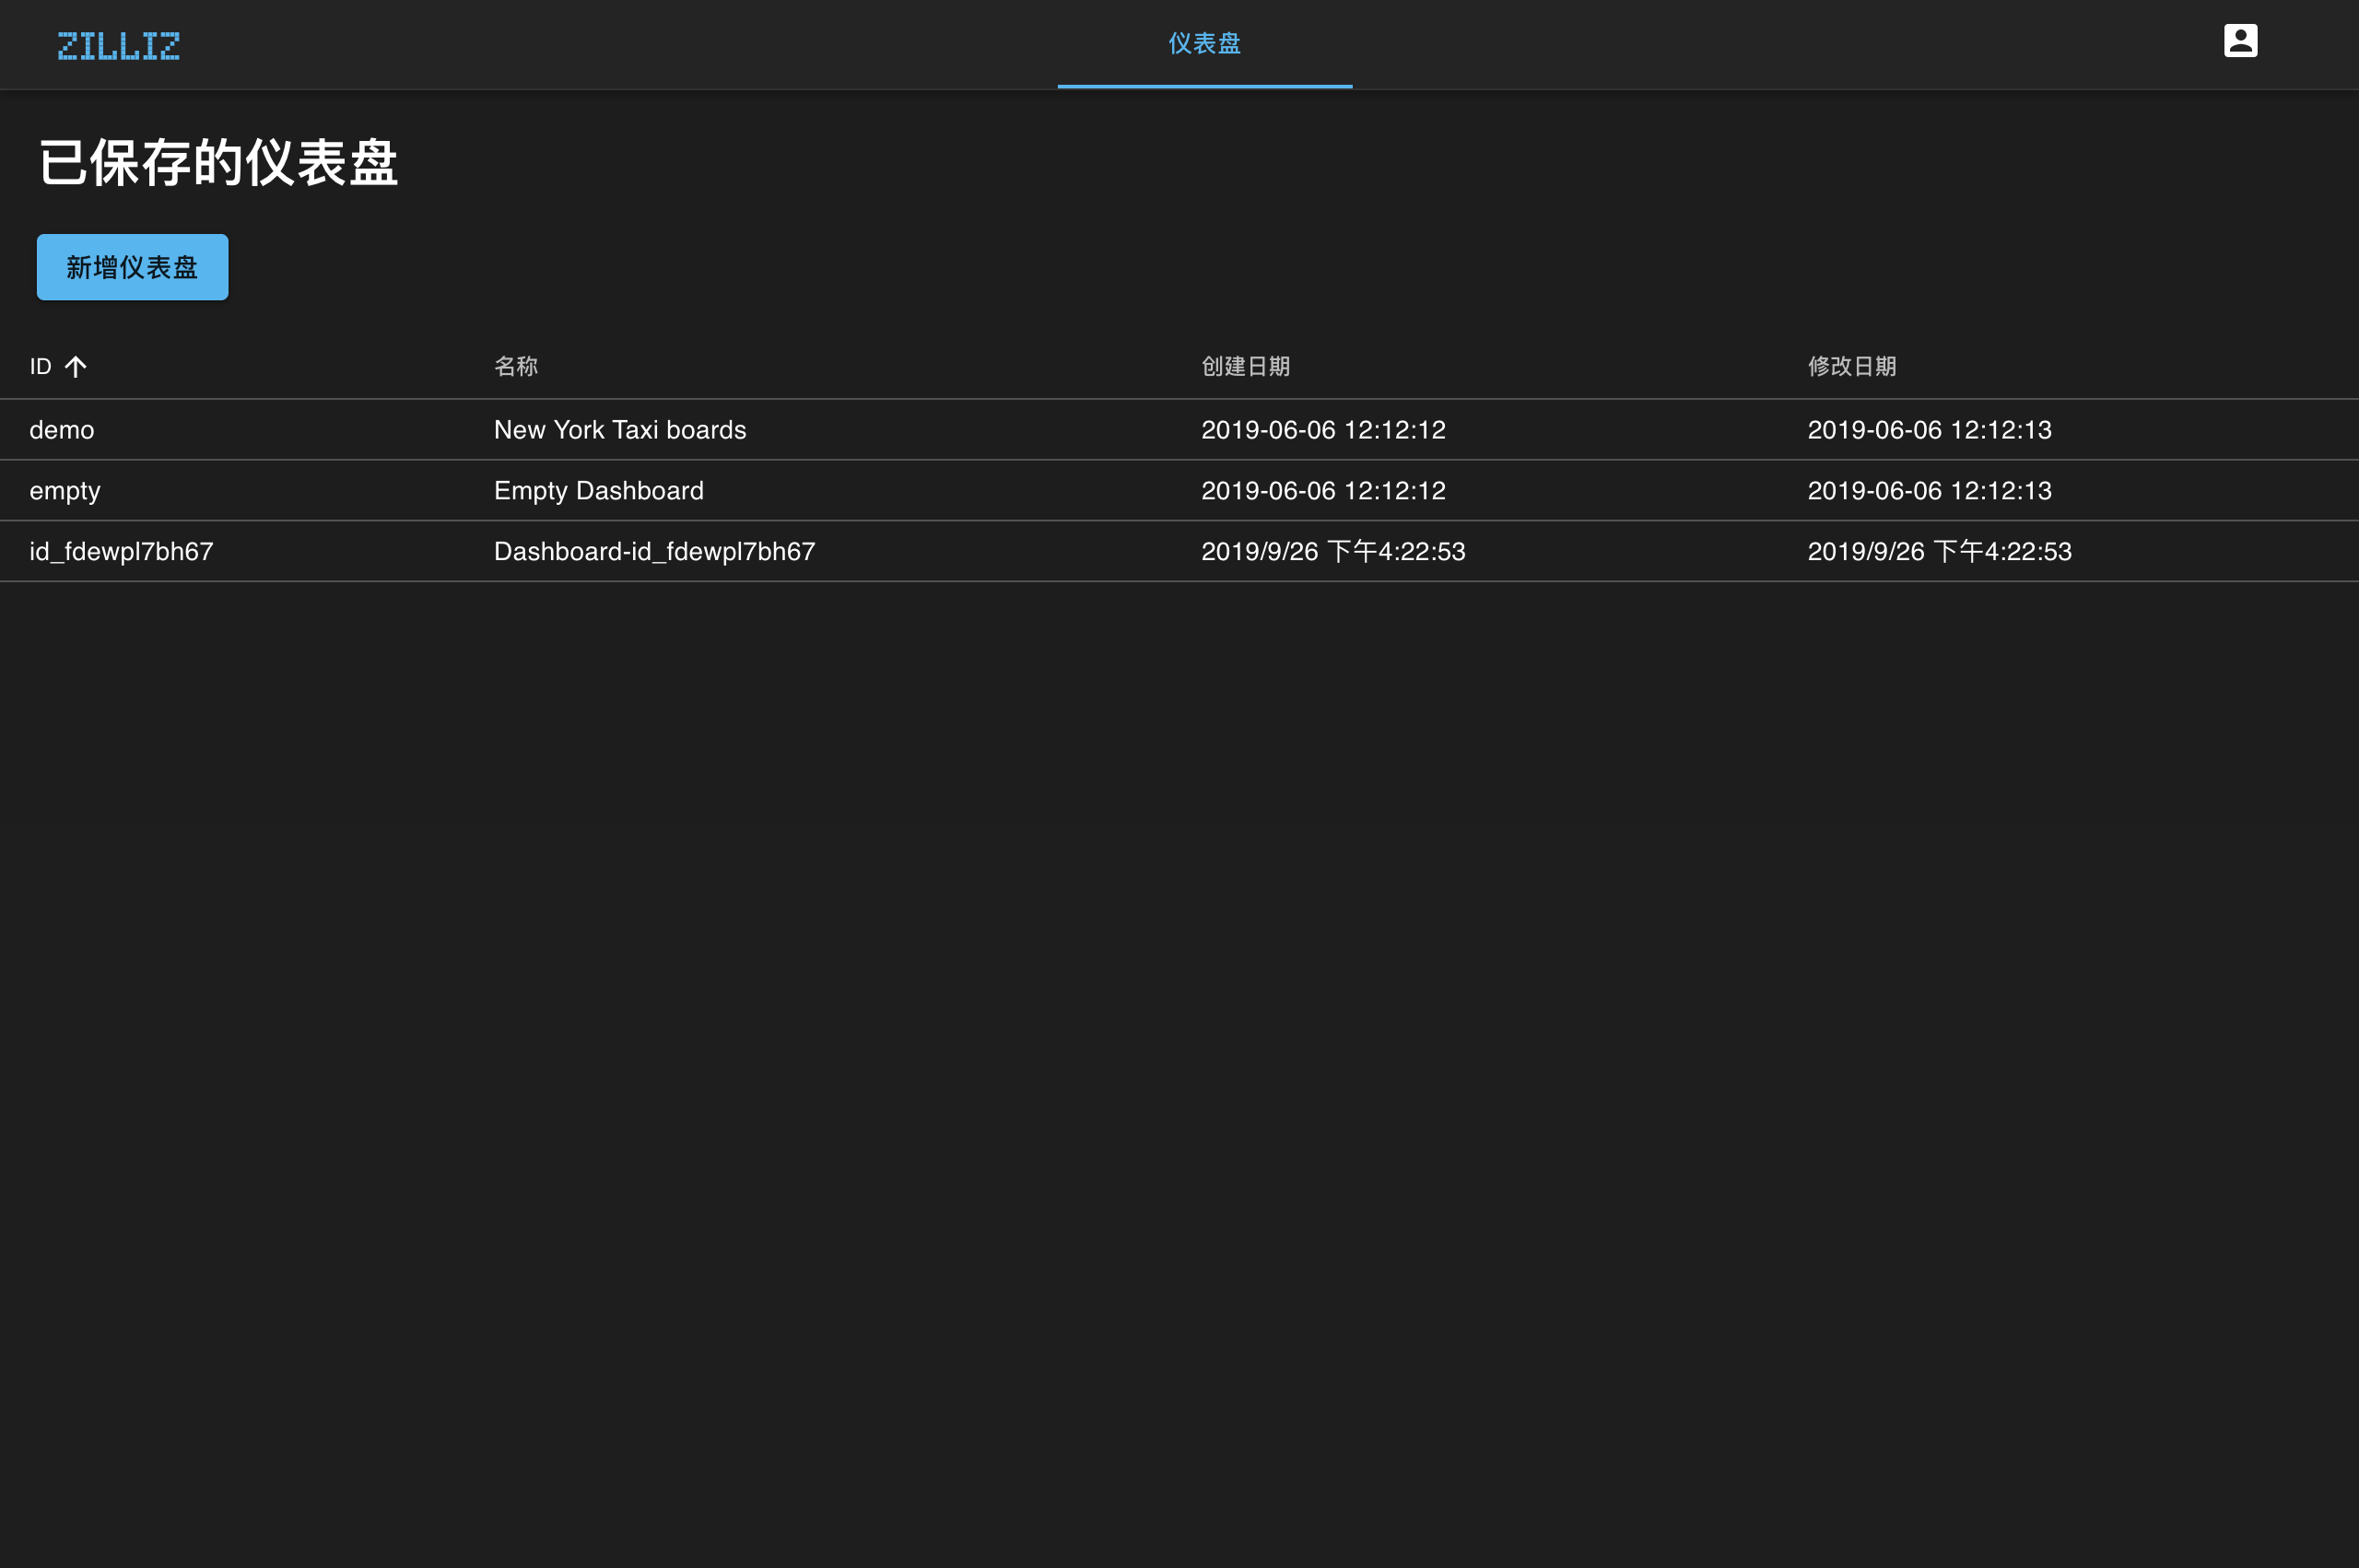 ZILLIZ
仪表盘
已保存的仪表盘
新增仪表盘
ID 名称 创建日期 修改日期
demo New York Taxi boards 2019-06-06 12:12:12 2019-06-06 12:12:13
empty Empty Dashboard 2019-06-06 12:12:12 2019-06-06 12:12:13
id_fdewpl7bh67 Dashboard-id_fdewpl7bh67 2019/9/26 下午4:22:53 2019/9/26 下午4:22:53